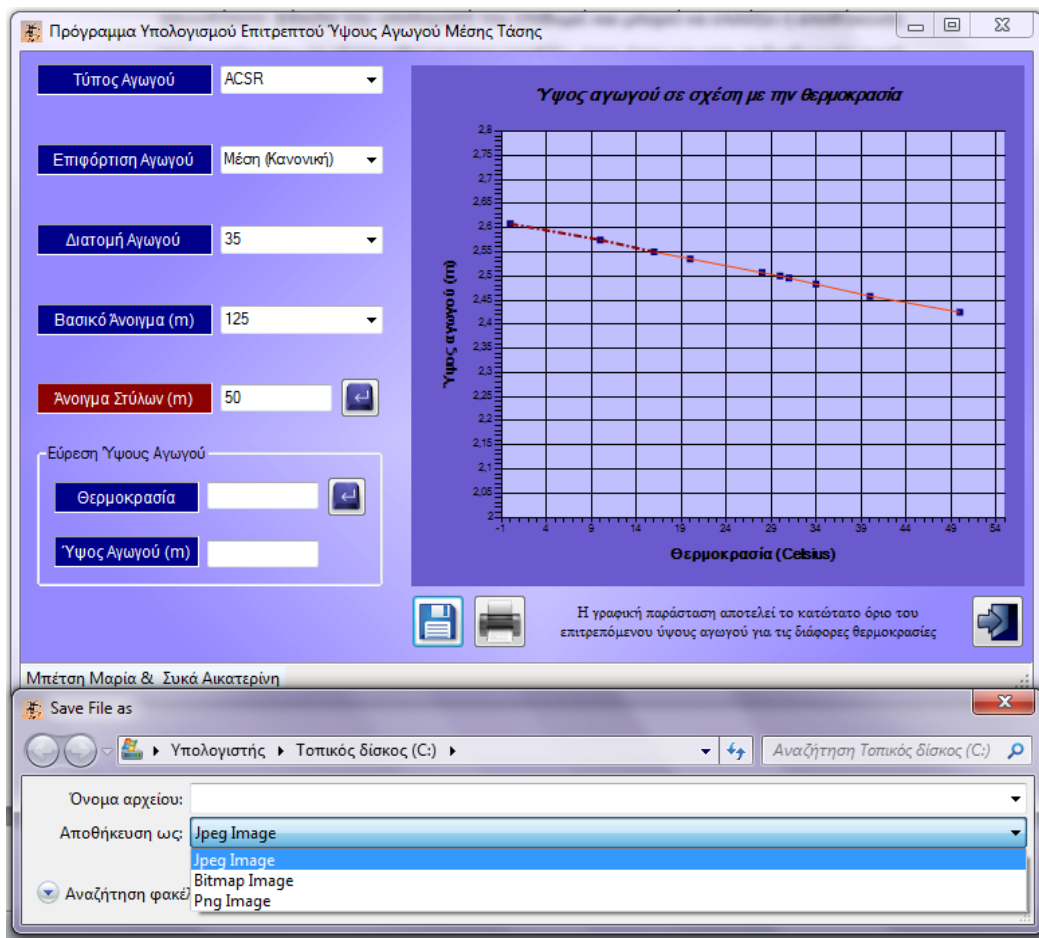 Πρόγραμμα Υπολογισμού Επιτρεπτού Ύψους Αγωγού Μέσης Τάσης
Τύπος Αγωγού ACSR
Επιφόρτιση Αγωγού Μέση (Κανονική)
Διατομή Αγωγού 35
Βασικό Άνοιγμα (m) 125
Άνοιγμα Στύλων (m) 50
Εύρεση Ύψους Αγωγού
Θερμοκρασία
Ύψος Αγωγού (m)
Ύψος αγωγού σε σχέση με την θερμοκρασία
2,8
2,75
2,7
2,65
2,6
2,55
2,5
2,45
2,4
2,35
2,3
2,25
2,2
2,15
2,1
2,05
2
Ύψος αγωγού (m)
-1 4 9 14 19 24 29 34 39 44 49 54
Θερμοκρασία (Celsius)
Η γραφική παράσταση αποτελεί το κατώτατο όριο του
επιτρεπόμενου ύψους αγωγού για τις διάφορες θερμοκρασίες
Μπέτση Μαρία & Συκά Αικατερίνη
Save File as
Υπολογιστής Τοπικός δίσκος (C:)
Αναζήτηση Τοπικός δίσκος (C:)
Όνομα αρχείου:
Αποθήκευση ως: Jpeg Image
Jpeg Image
Bitmap Image
Αναζήτηση φακέλ Png Image